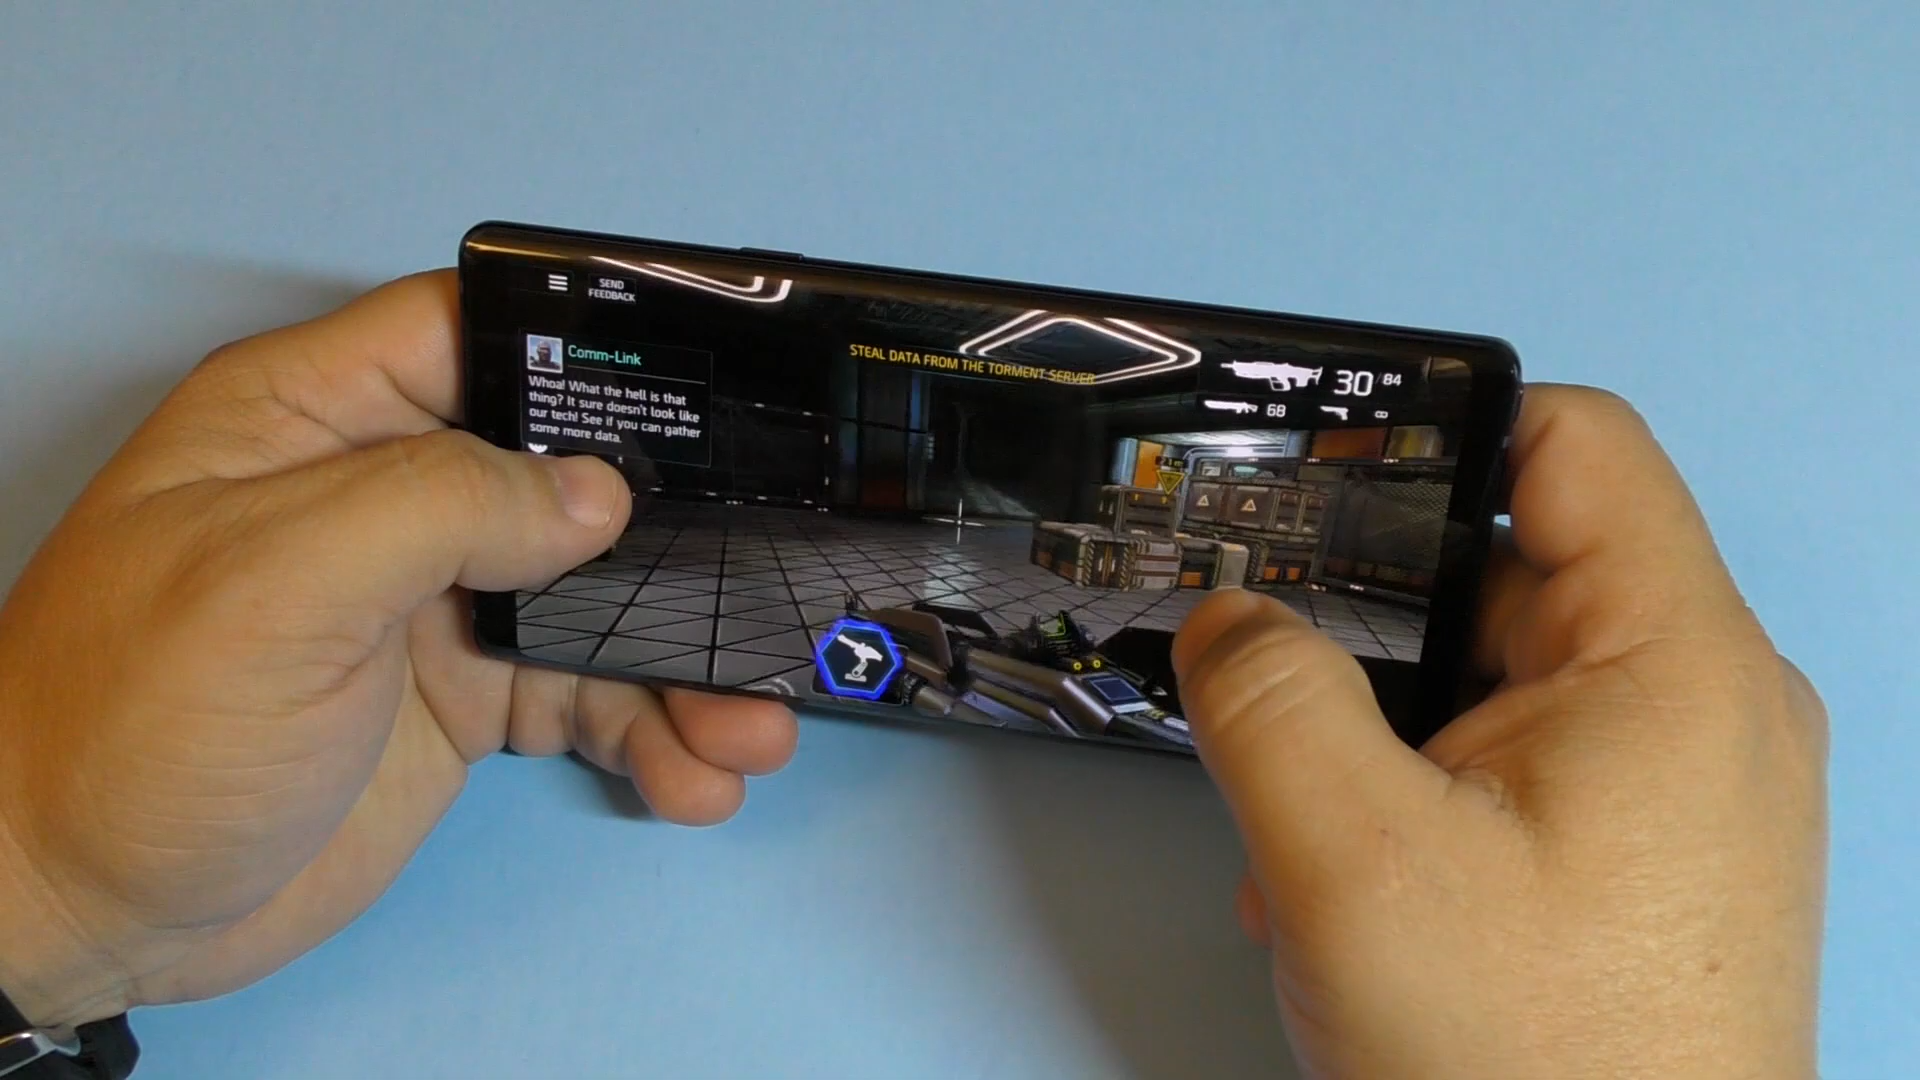 SEND
FEEDBACK
Comm-Link
Whoa! What the hell is that
thing? It sure doesn't look like
our tech! See if you can gather
some more data.
STEAL DATA FROM THE TORMENT SERVER
30/84
68
∞